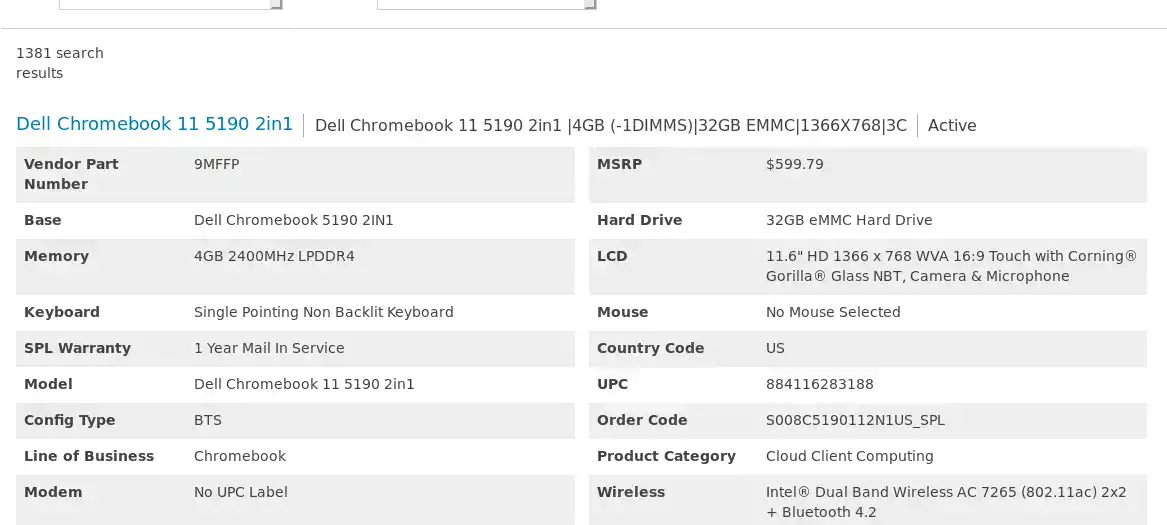 1381 search
results
Dell Chromebook 11 5190 2in1 Dell Chromebook 11 5190 2in1 |4GB (-1DIMMS)|32GB EMMC|1366X768|3C Active
Vendor Part Number 9MFFP MSRP $599.79
Base Dell Chromebook 5190 2IN1 Hard Drive 32GB eMMC Hard Drive
Memory 4GB 2400MHz LPDDR4 LCD 11.6" HD 1366 x 768 WVA 16:9 Touch with Corning®
Gorilla® Glass NBT, Camera & Microphone
Keyboard Single Pointing Non Backlit Keyboard Mouse No Mouse Selected
SPL Warranty 1 Year Mail In Service Country Code US
Model Dell Chromebook 11 5190 2in1 UPC 884116283188
Config Type BTS Order Code S008C5190112N1US_SPL
Line of Business Chromebook Product Category Cloud Client Computing
Modem No UPC Label Wireless Intel® Dual Band Wireless AC 7265 (802.11ac) 2x2
+ Bluetooth 4.2